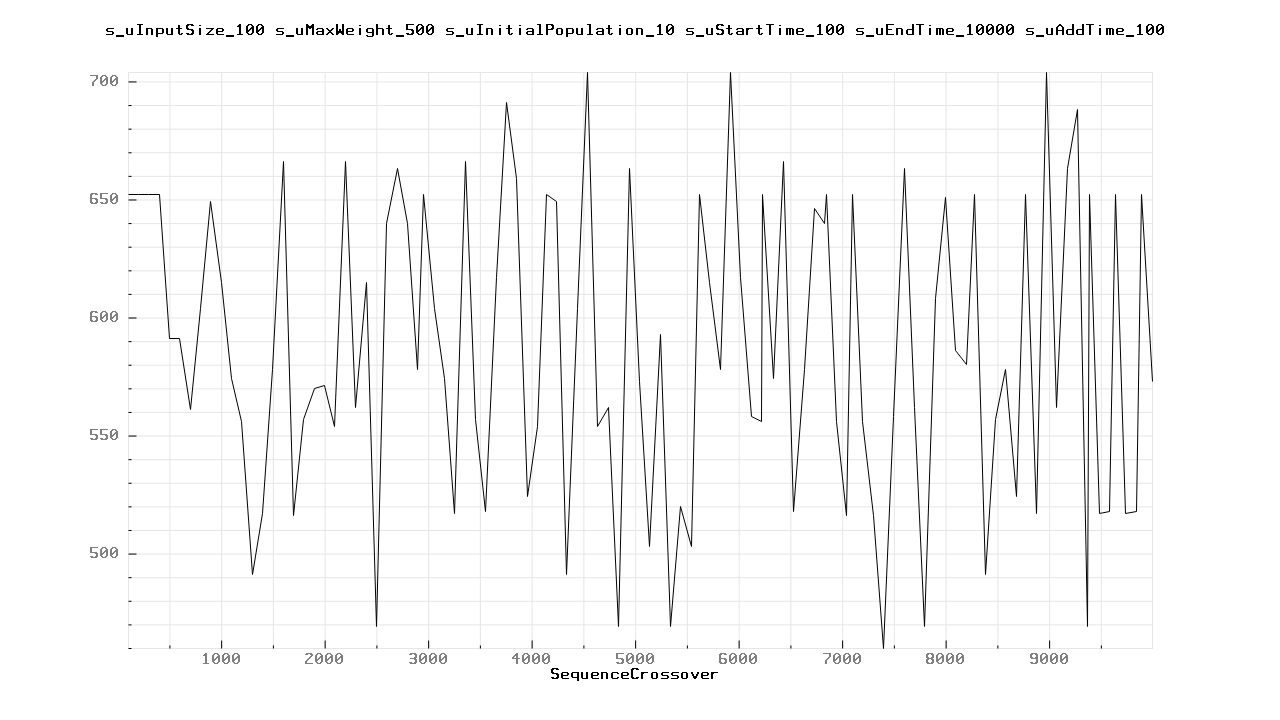 s_uInputSize_100 s_uMaxWeight_500 s_uInitialPopulation_10 s_uStartTime_100 s_uEndTime_10000 s_uAddTime_100
700
650
600
550
500
1000 2000 3000 4000 5000 6000 7000 8000 9000
SequenceCrossover